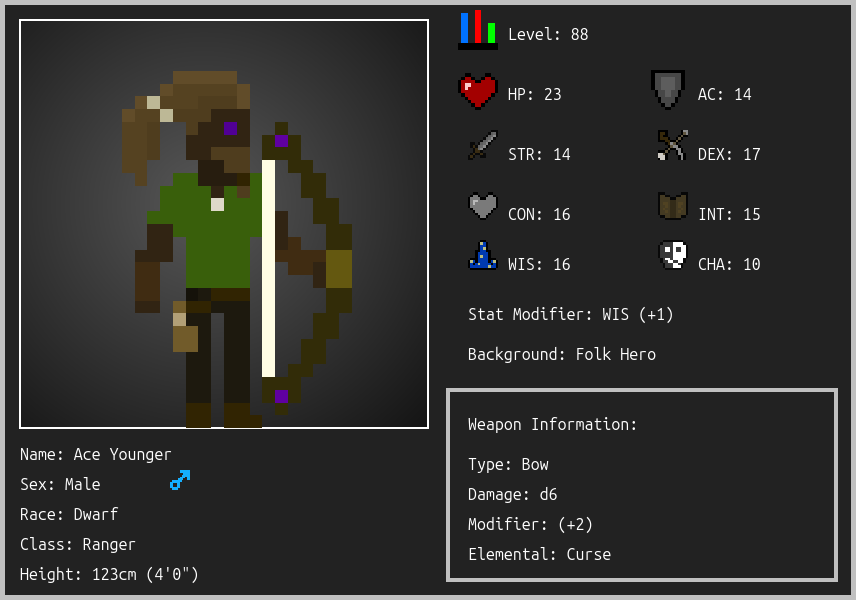 Level: 88
HP: 23
AC: 14
STR: 14
DEX: 17
CON: 16
INT: 15
WIS: 16
CHA: 10
Stat Modifier: WIS (+1)
Background: Folk Hero
Weapon Information:
Type: Bow
Damage: d6
Modifier: (+2)
Elemental: Curse
Name: Ace Younger
Sex: Male
Race: Dwarf
Class: Ranger
Height: 123cm (4'0")